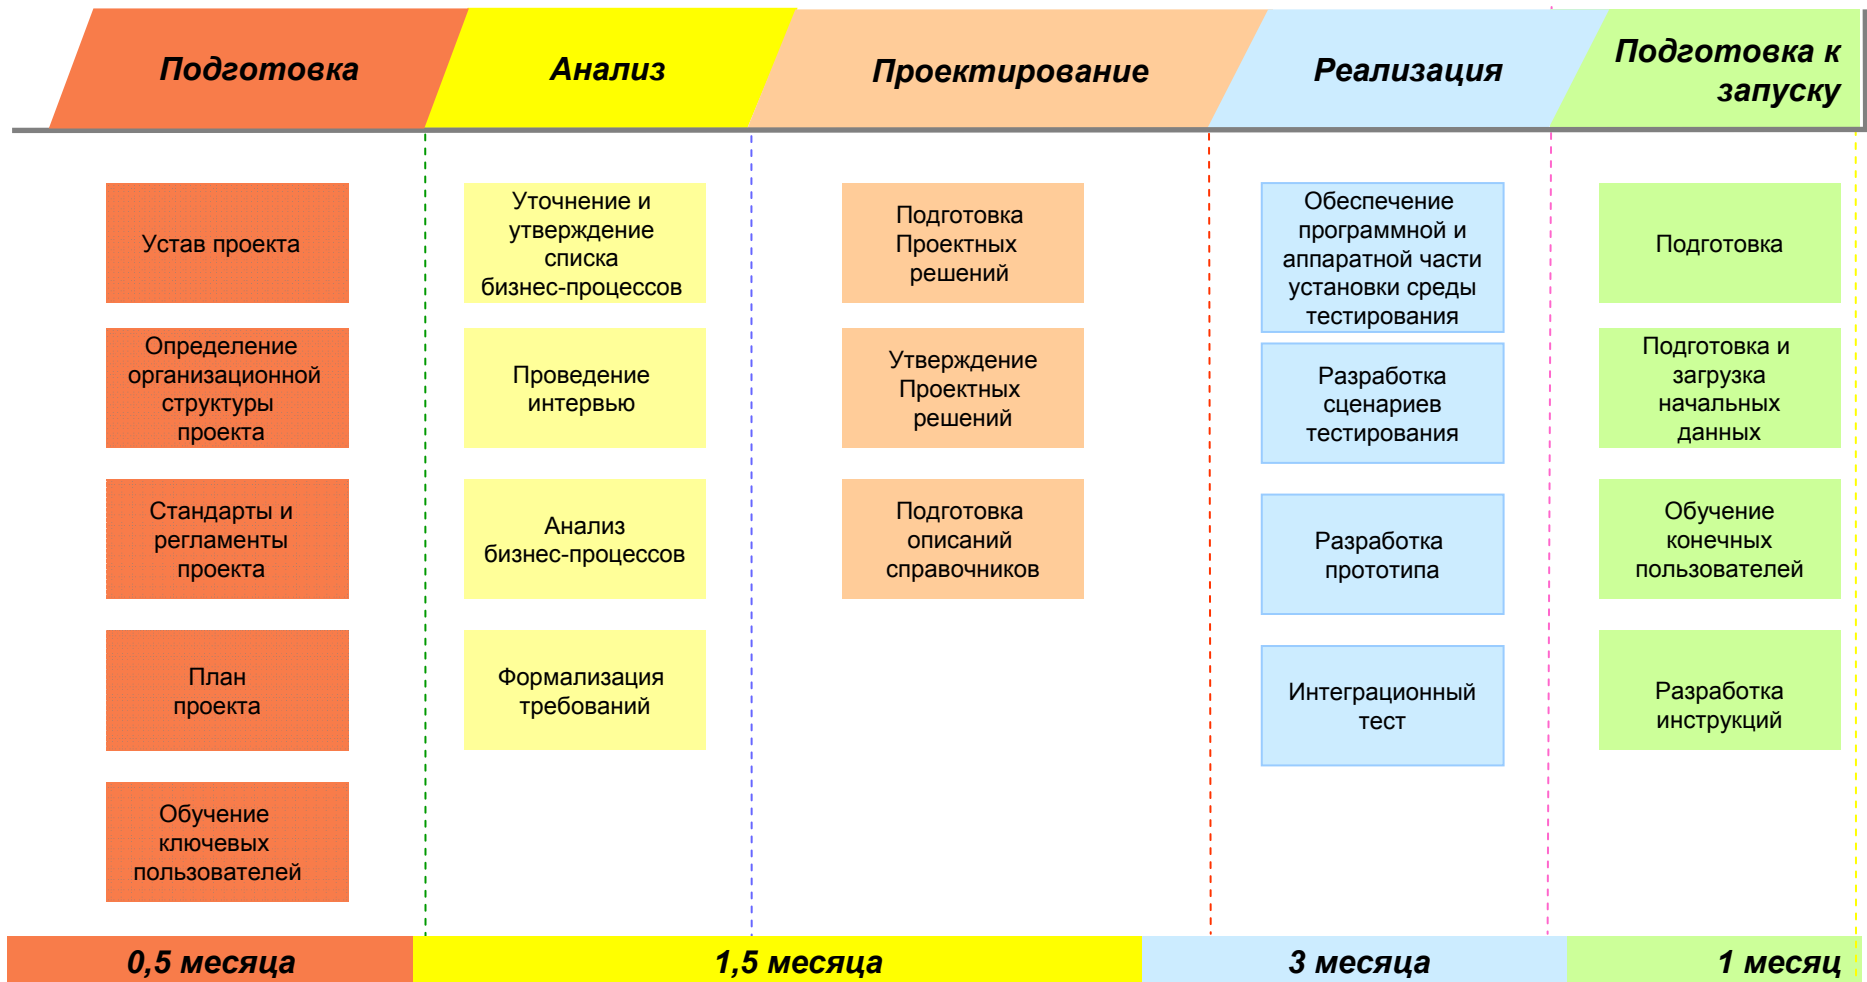 Подготовка
Анализ
Проектирование
Реализация
Подготовка к
запуску
Устав проекта
Определение
организационной
структуры
проекта
Стандарты и
регламенты
проекта
План
проекта
Обучение
ключевых
пользователей
Уточнение и
утверждение
списка
бизнес-процессов
Проведение
интервью
Анализ
бизнес-процессов
Формализация
требований
Подготовка
Проектных
решений
Утверждение
Проектных
решений
Подготовка
описаний
справочников
Обеспечение
программной и
аппаратной части
установки среды
тестирования
Разработка
сценариев
тестирования
Разработка
прототипа
Интеграционный
тест
Подготовка
Подготовка и
загрузка
начальных
данных
Обучение
конечных
пользователей
Разработка
инструкций
0,5 месяца
1,5 месяца
3 месяца
1 месяц